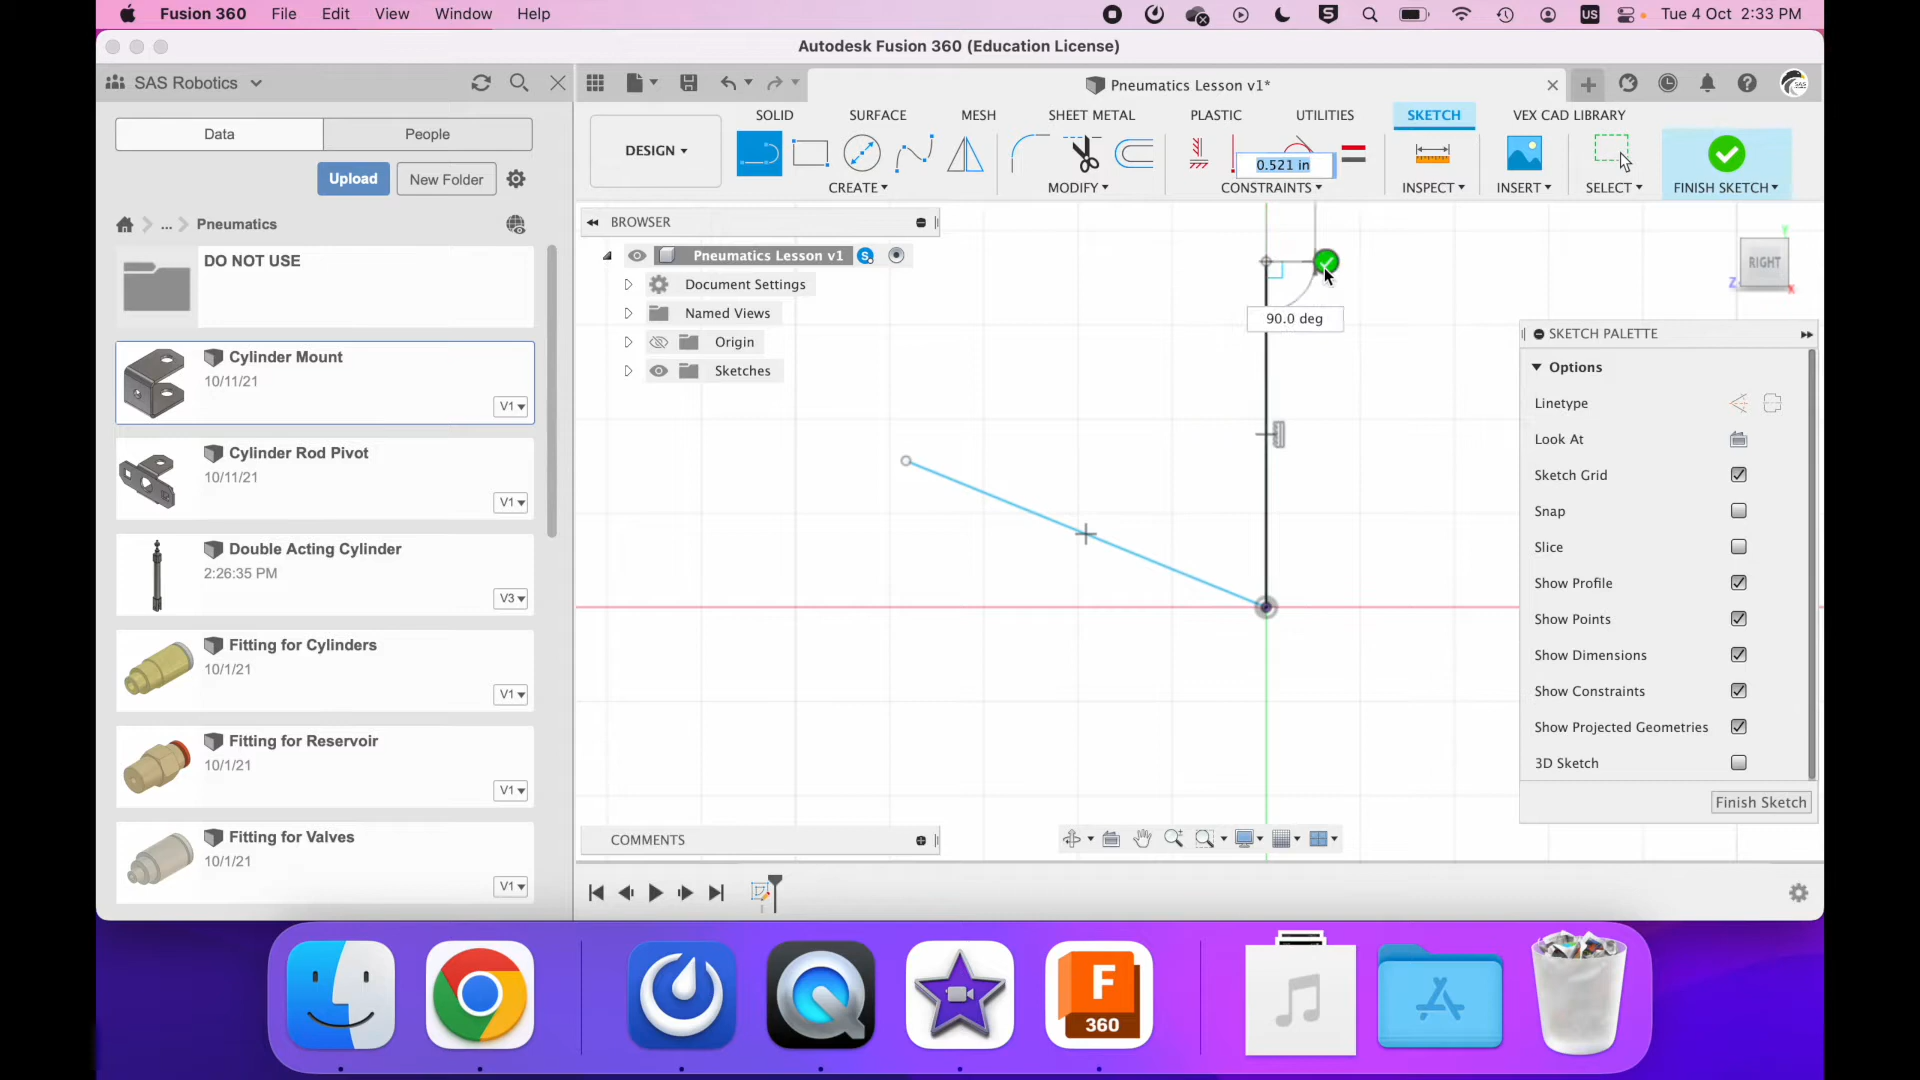 Fusion 360 File Edit View Window Help US Tue 4 Oct 2:33 PM
Autodesk Fusion 360 (Education License)
SAS Robotics
Pneumatics Lesson v1*
Data People
Upload New Folder
... Pneumatics
DO NOT USE
Cylinder Mount
10/11/21
V1
Cylinder Rod Pivot
10/11/21
V1
Double Acting Cylinder
2:26:35 PM
V3
Fitting for Cylinders
10/1/21
V1
Fitting for Reservoir
10/1/21
V1
Fitting for Valves
10/1/21
V1
SOLID SURFACE MESH SHEET METAL PLASTIC UTILITIES SKETCH VEX CAD LIBRARY
DESIGN
0.521 in
CREATE MODIFY CONSTRAINTS INSPECT INSERT SELECT FINISH SKETCH
BROWSER
Pneumatics Lesson v1 S
Document Settings
Named Views
Origin
Sketches
90.0 deg
Y
RIGHT
Z X
SKETCH PALETTE
Options
Linetype
Look At
Sketch Grid
Snap
Slice
Show Profile
Show Points
Show Dimensions
Show Constraints
Show Projected Geometries
3D Sketch
Finish Sketch
COMMENTS
F
360